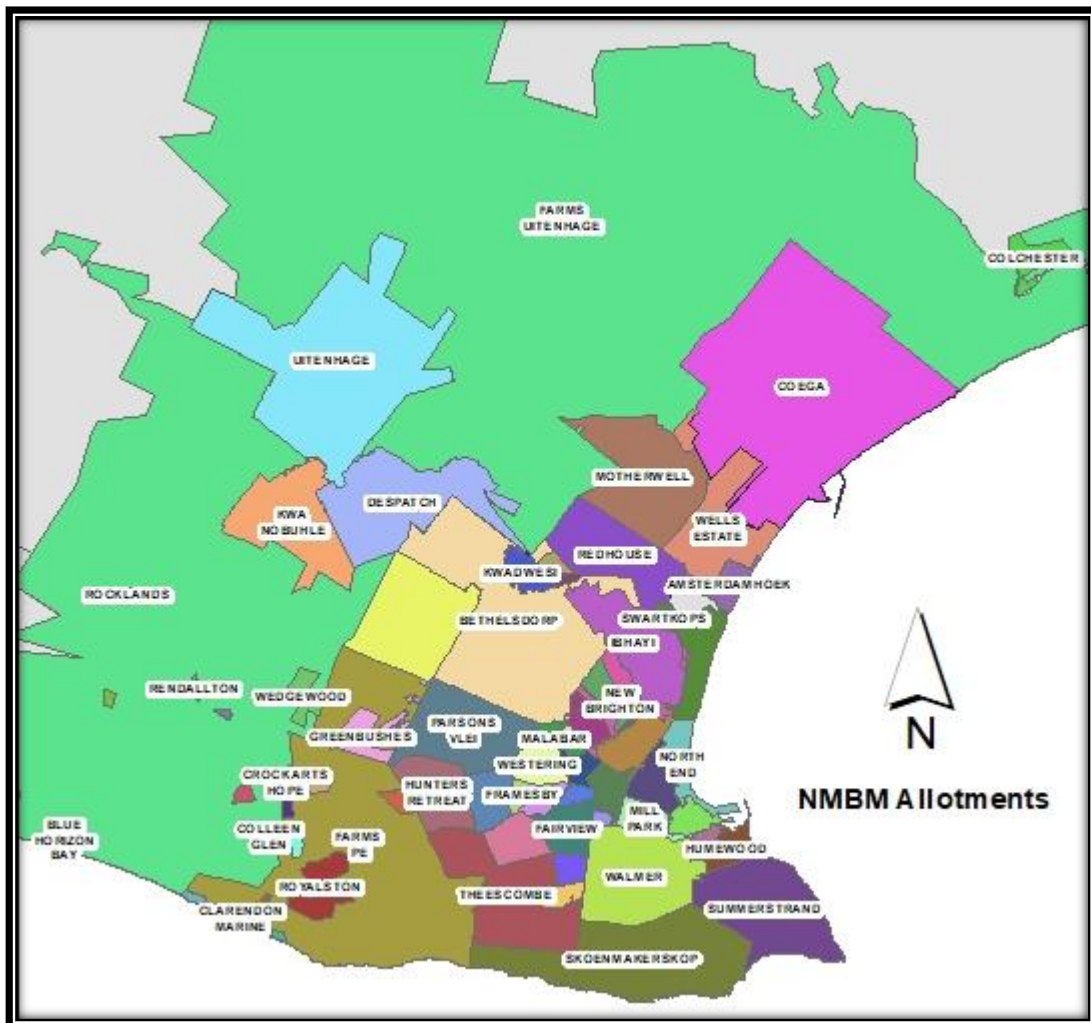 FARMS
UITENHAGE
COLCHESTER
UITENHAGE
COEGA
MOTHERWELL
DESPATCH
KWA
NOBUHLE
WELLS
ESTATE
REDHOUSE
KWADWESI
AMSTERDAMHOEK
ROCKLANDS
BETHELSDORP
SWARTKOPS
IBHAYI
RENDALLTON
WEDGEWOOD
NEW
BRIGHTON
GREENBUSHES
PARSONS
VLEI
MALABAR
WESTERING
NORTH
END
N
CROCKARTS
HOPE
HUNTERS
RETREAT
FRAMESBY
NMBM Allotments
MILL
PARK
BLUE
HORIZON
BAY
COLLEEN
GLEN
FARMS
PE
FAIRVIEW
HUMEWOOD
WALMER
ROYALSTON
THEESCOMBE
SUMMERSTRAND
CLARENDON
MARINE
SKOENMAKERSKOP